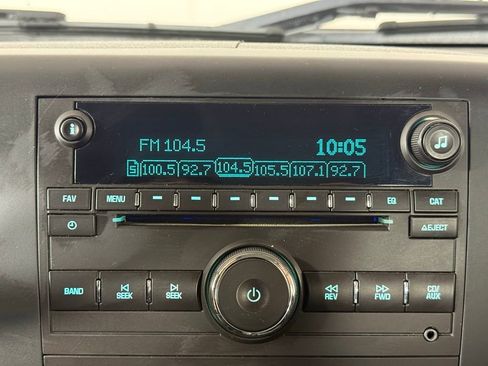 FM 104.5 10:05
5 100.5 92.7 104.5 105.5 107.1 92.7
FAV MENU EQ CAT
EJECT
BAND SEEK SEEK REV FWD CD/
AUX